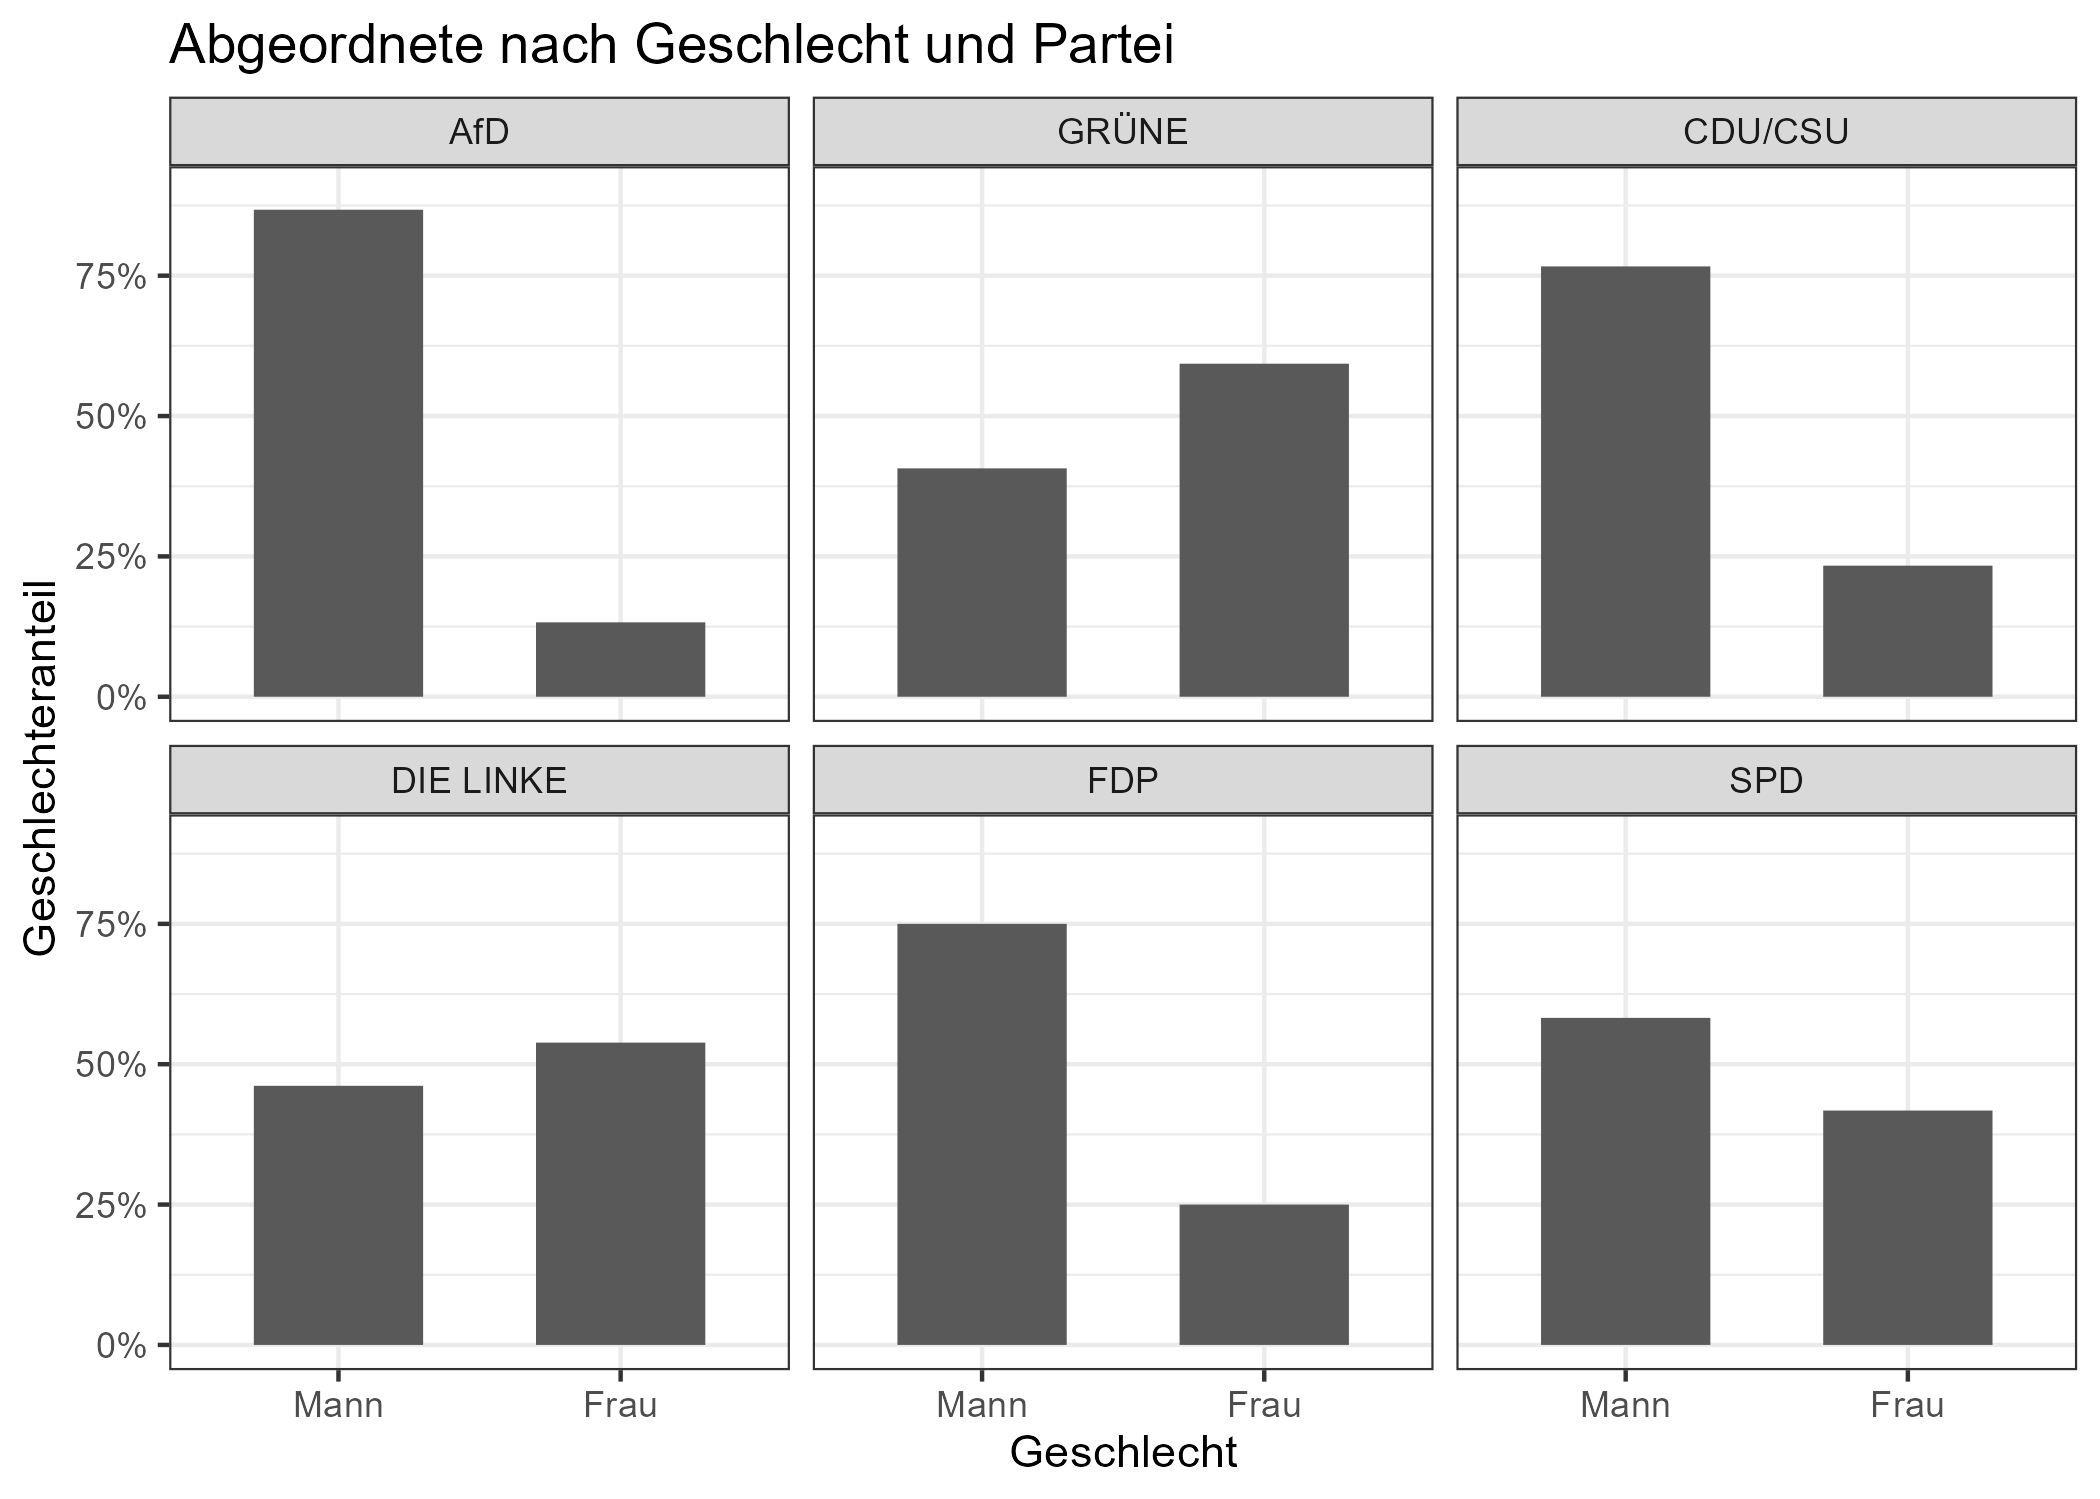 Abgeordnete nach Geschlecht und Partei
AfD
GRÜNE
CDU/CSU
75%
50%
25%
0%
DIE LINKE
FDP
SPD
75%
50%
25%
0%
Mann
Frau
Mann
Frau
Mann
Frau
Geschlecht
Geschlechteranteil